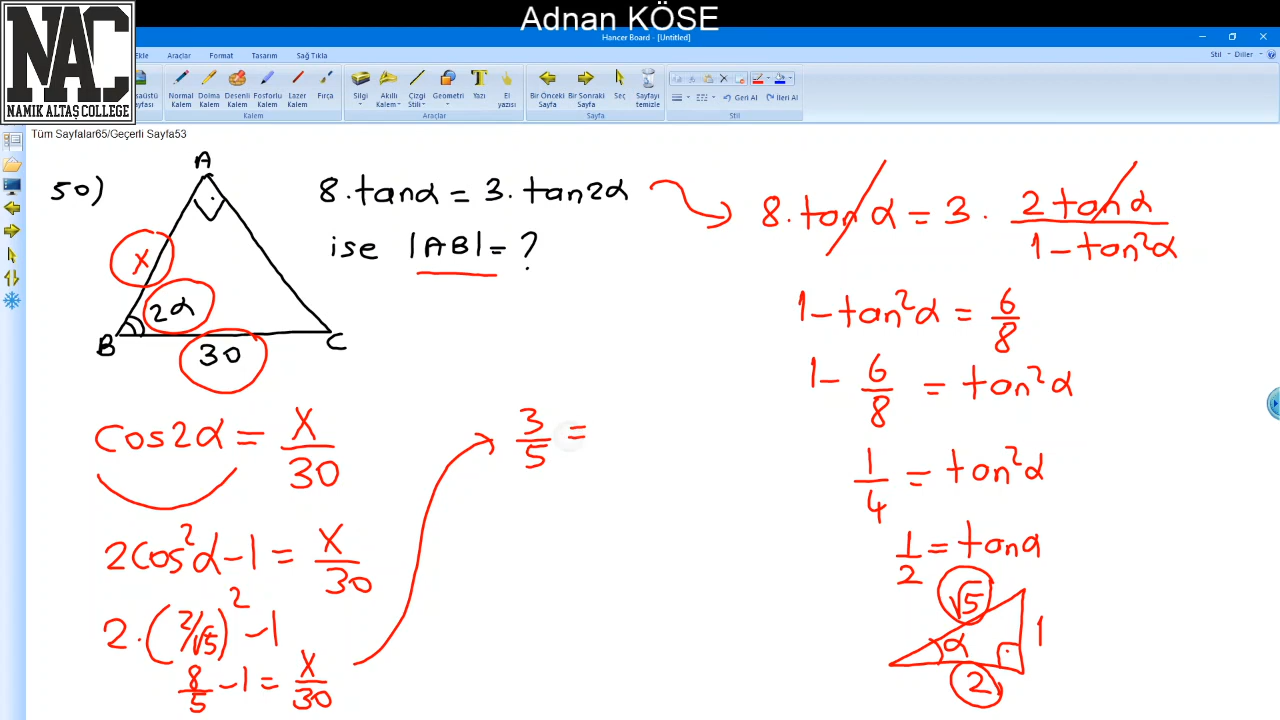 Adnan KÖSE
NAC
NAMIK ALTAŞ COLLEGE
Hancer Board - [Untitled]
Ekle Araçlar Format Tasarım Sağ Tıkla
Stil Diller
Normal Kalem
Dolma Kalem
Desenli Kalem
Fosforlu Kalem
Lazer Kalem
Fırça
Silgi
Akıllı Kalem
Çizgi Stili
Geometri
Yazı
El yazısı
Bir Önceki Sayfa
Bir Sonraki Sayfa
Seç
Sayfayı temizle
Geri Al
İleri Al
Kalem
Araçlar
Sayfa
Stil
Tüm Sayfalar65/Geçerli Sayfa53
50)
A
B
C
x
2α
30
8.tanα = 3.tan2α
ise |AB| = ?
cos2α = x/30
2cos²α-1 = x/30
2.(2/√5)²-1
8/5 -1 = x/30
3/5 =
8.tanα = 3. 2tanα/1-tan²α
1-tan²α = 6/8
1- 6/8 = tan²α
1/4 = tan²α
1/2 = tanα
√5
α
1
2